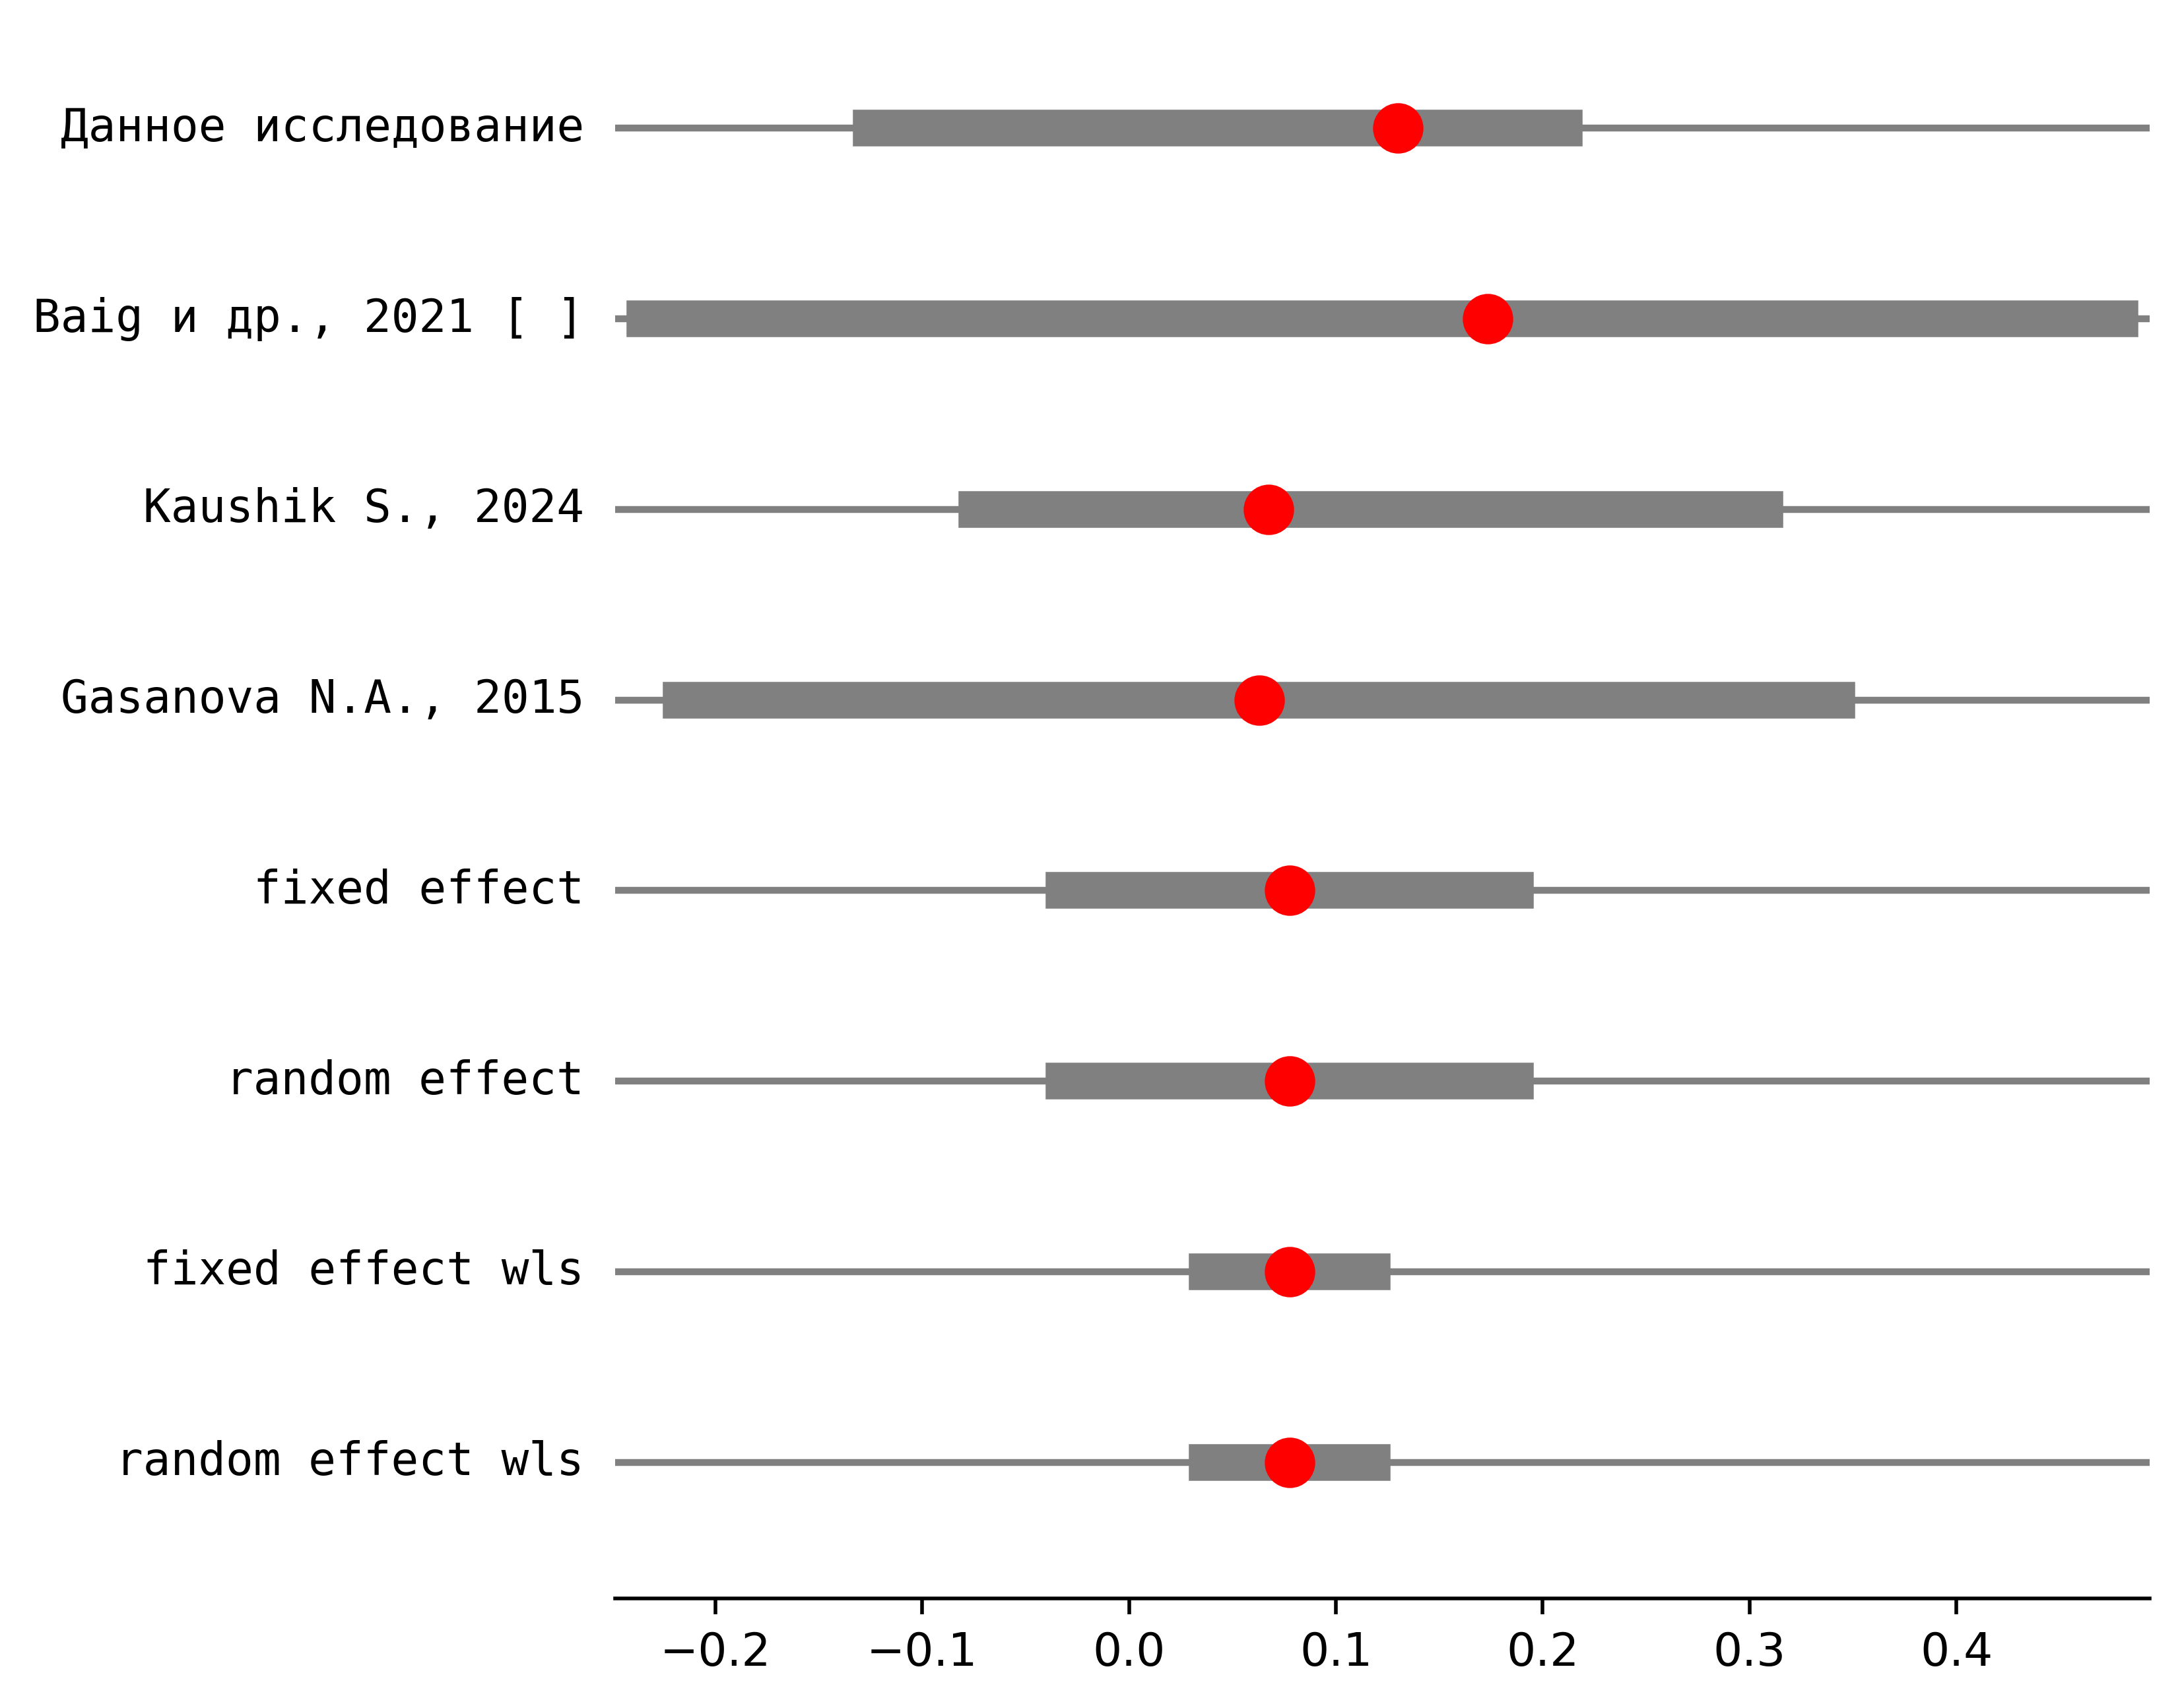 Данное исследование
Baig и др., 2021 [ ]
Kaushik S., 2024
Gasanova N.A., 2015
fixed effect
random effect
fixed effect wls
random effect wls
−0.2 −0.1 0.0 0.1 0.2 0.3 0.4